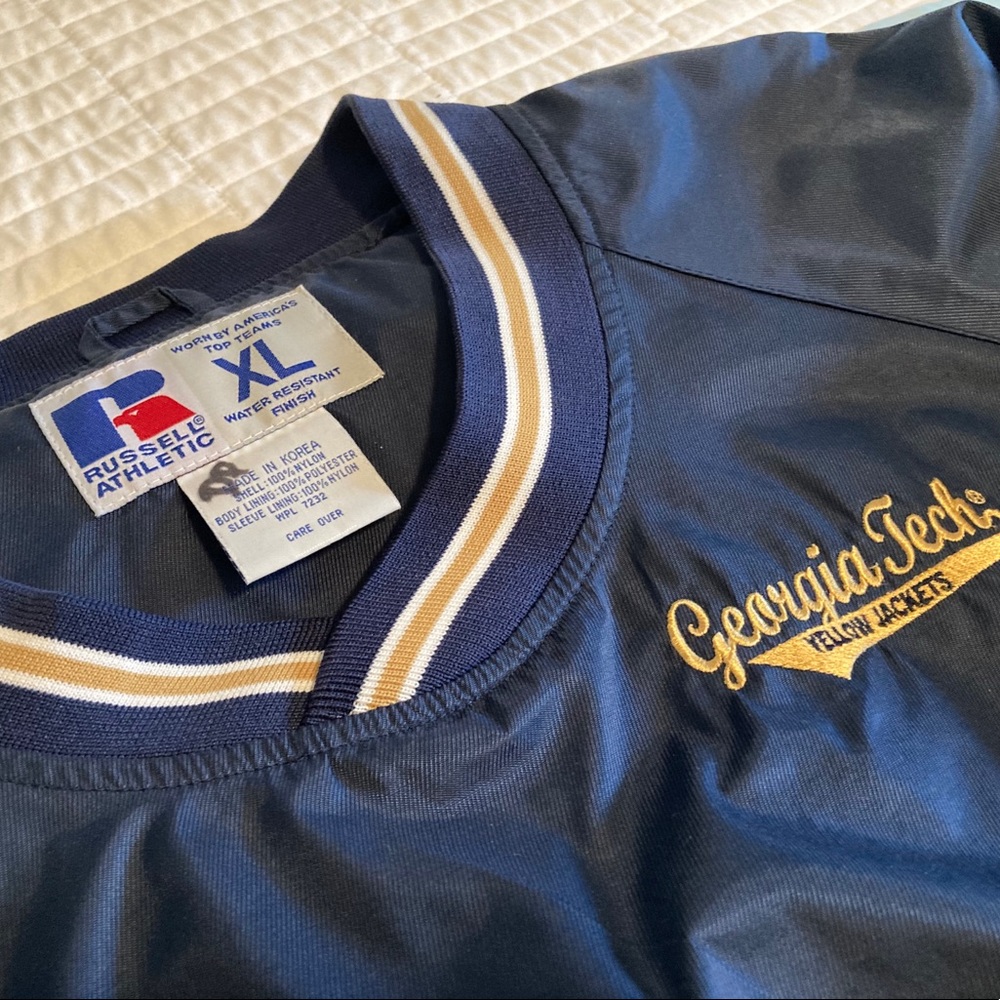 WORN BY AMERICA'S
TOP TEAMS
XL
WATER RESISTANT
FINISH
RUSSELL®
ATHLETIC
MADE IN KOREA
SHELL:100% NYLON
BODY LINING:100% POLYESTER
SLEEVE LINING:100% NYLON
WPL 7232
CARE OVER
Georgia Tech®
YELLOW JACKETS